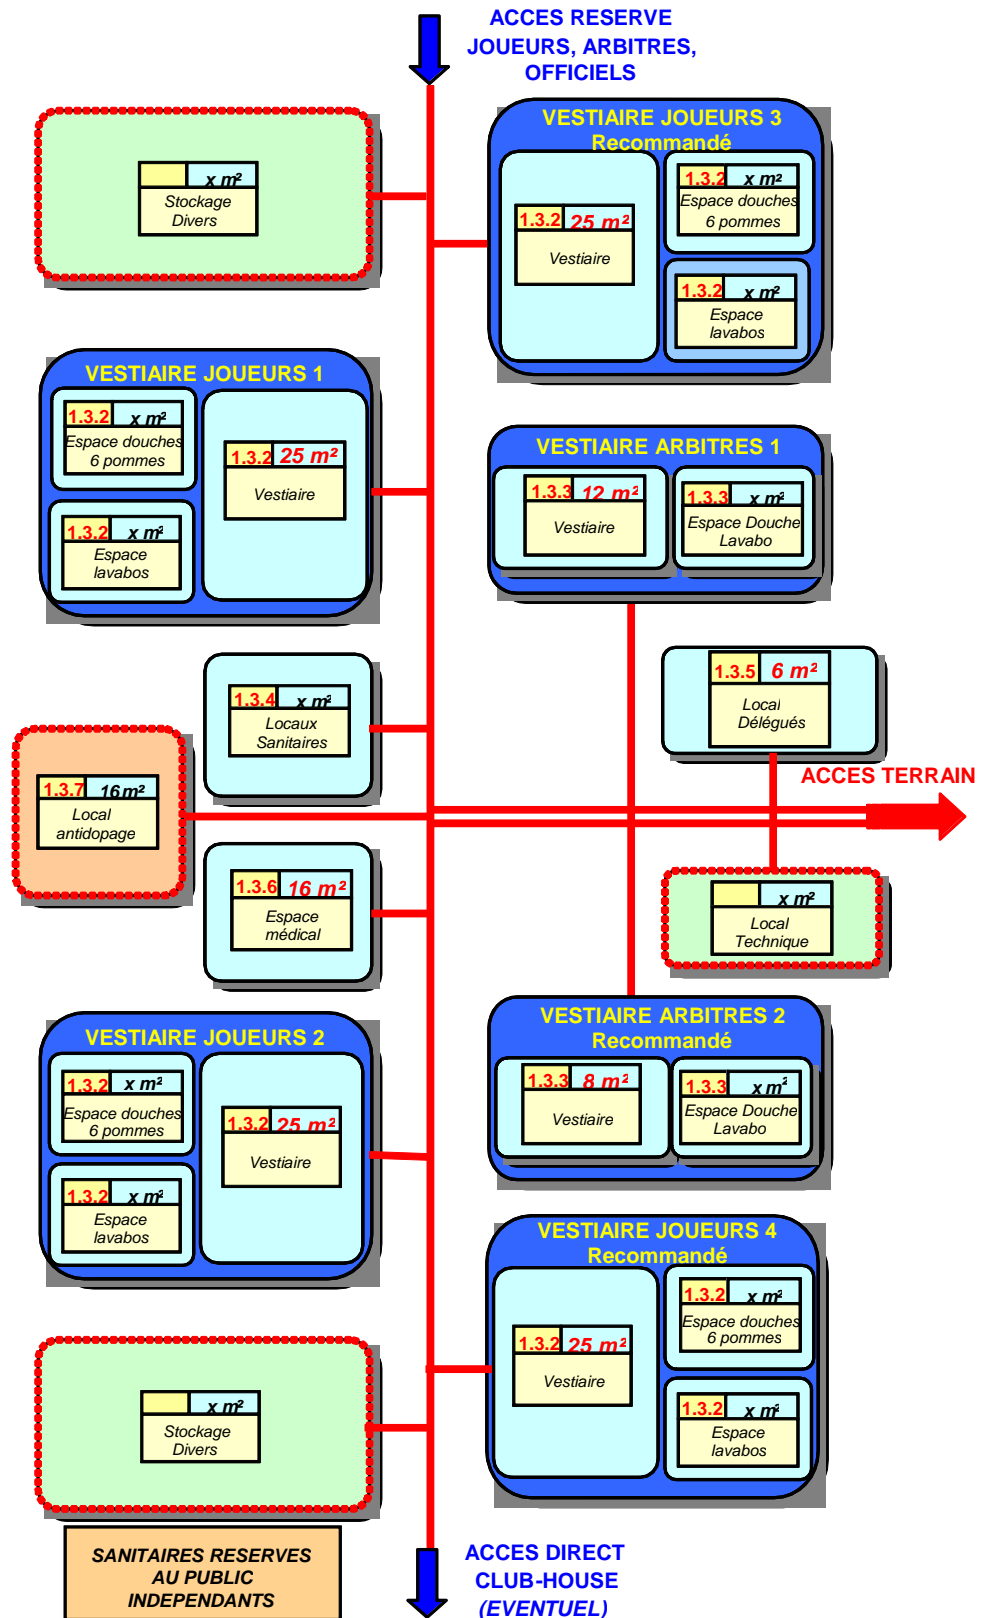 ACCES RESERVE
JOUEURS, ARBITRES,
OFFICIELS
x m²
Stockage
Divers
VESTIAIRE JOUEURS 3
Recommandé
1.3.2 25 m²
Vestiaire
1.3.2 x m²
Espace douches
6 pommes
1.3.2 x m²
Espace
lavabos
VESTIAIRE JOUEURS 1
1.3.2 x m²
Espace douches
6 pommes
1.3.2 25 m²
Vestiaire
1.3.2 x m²
Espace
lavabos
VESTIAIRE ARBITRES 1
1.3.3 12 m²
Vestiaire
1.3.3 x m²
Espace Douche
Lavabo
1.3.4 x m²
Locaux
Sanitaires
1.3.5 6 m²
Local
Délégués
ACCES TERRAIN
1.3.7 16 m²
Local
antidopage
1.3.6 16 m²
Espace
médical
x m²
Local
Technique
VESTIAIRE JOUEURS 2
1.3.2 x m²
Espace douches
6 pommes
1.3.2 25 m²
Vestiaire
1.3.2 x m²
Espace
lavabos
VESTIAIRE ARBITRES 2
Recommandé
1.3.3 8 m²
Vestiaire
1.3.3 x m²
Espace Douche
Lavabo
VESTIAIRE JOUEURS 4
Recommandé
1.3.2 25 m²
Vestiaire
1.3.2 x m²
Espace douches
6 pommes
1.3.2 x m²
Espace
lavabos
x m²
Stockage
Divers
SANITAIRES RESERVES
AU PUBLIC
INDEPENDANTS
ACCES DIRECT
CLUB-HOUSE
(EVENTUEL)